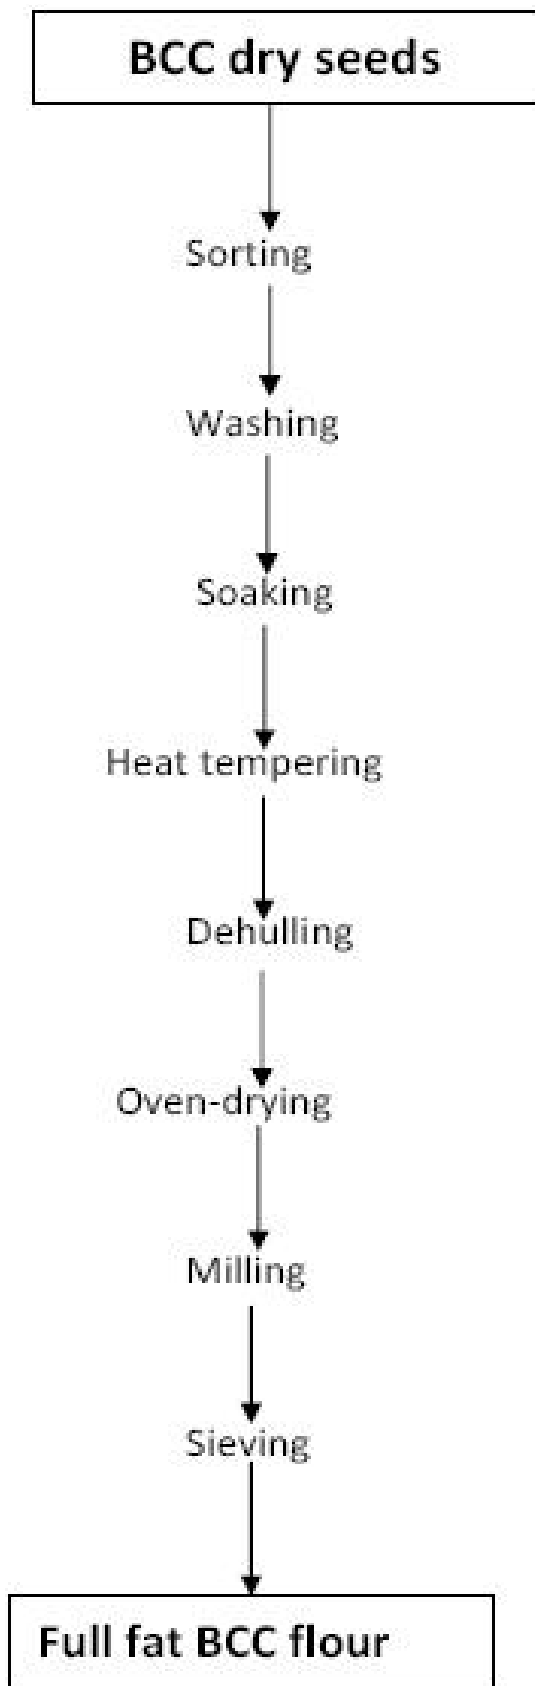 BCC dry seeds
Sorting
Washing
Soaking
Heat tempering
Dehulling
Oven-drying
Milling
Sieving
Full fat BCC flour